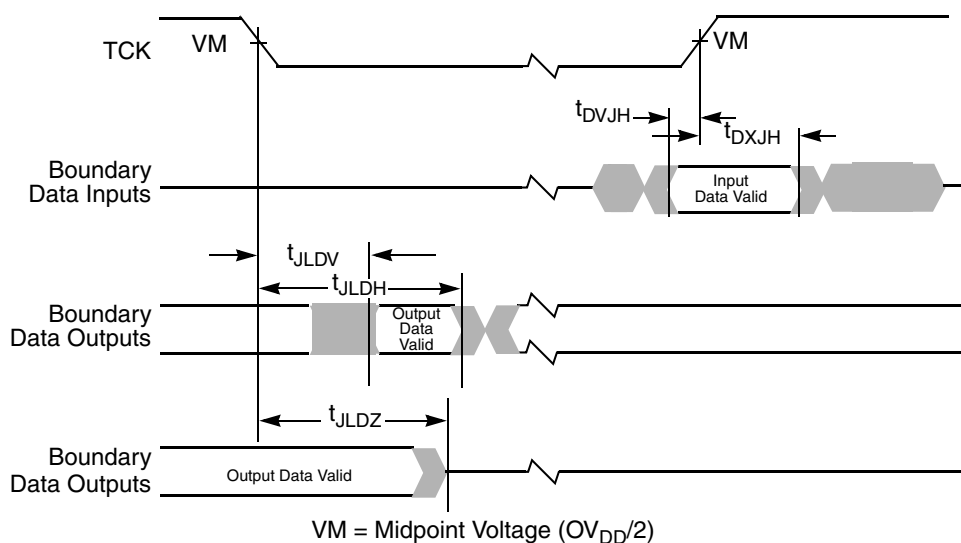 TCK
VM
VM
tDVJH
tDXJH
Boundary
Data Inputs
Input
Data Valid
tJLDV
tJLDH
Boundary
Data Outputs
Output
Data
Valid
tJLDZ
Boundary
Data Outputs
Output Data Valid
VM = Midpoint Voltage (OVDD/2)